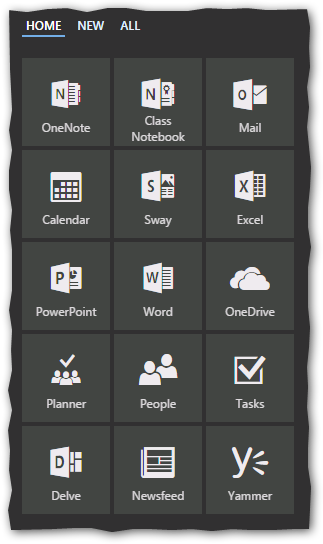 HOME NEW ALL
OneNote
Class
Notebook
Mail
Calendar
Sway
Excel
PowerPoint
Word
OneDrive
Planner
People
Tasks
Delve
Newsfeed
Yammer